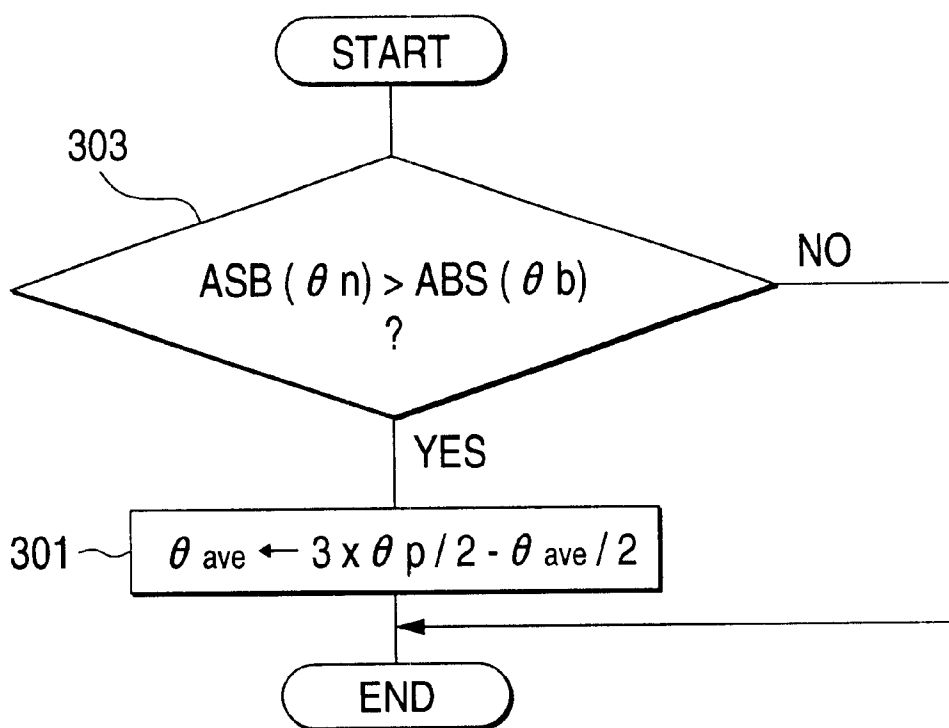 START
303
ASB ( θ n) > ABS ( θ b)
?
NO
YES
301
θ ave ← 3 x θ p / 2 - θ ave / 2
END